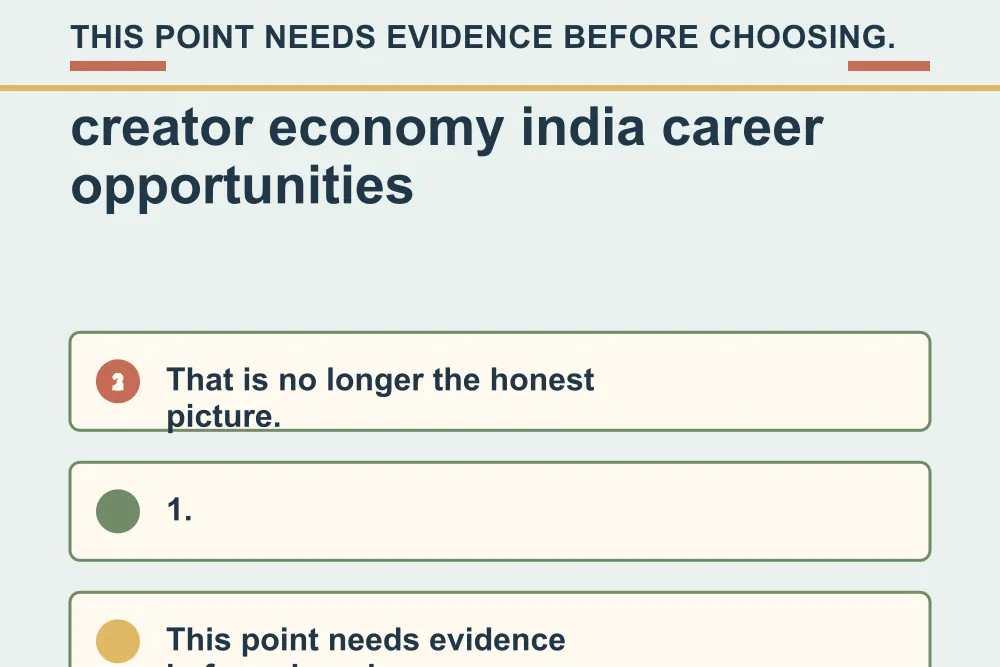 THIS POINT NEEDS EVIDENCE BEFORE CHOOSING.
creator economy india career
opportunities
That is no longer the honest
picture.
1.
This point needs evidence